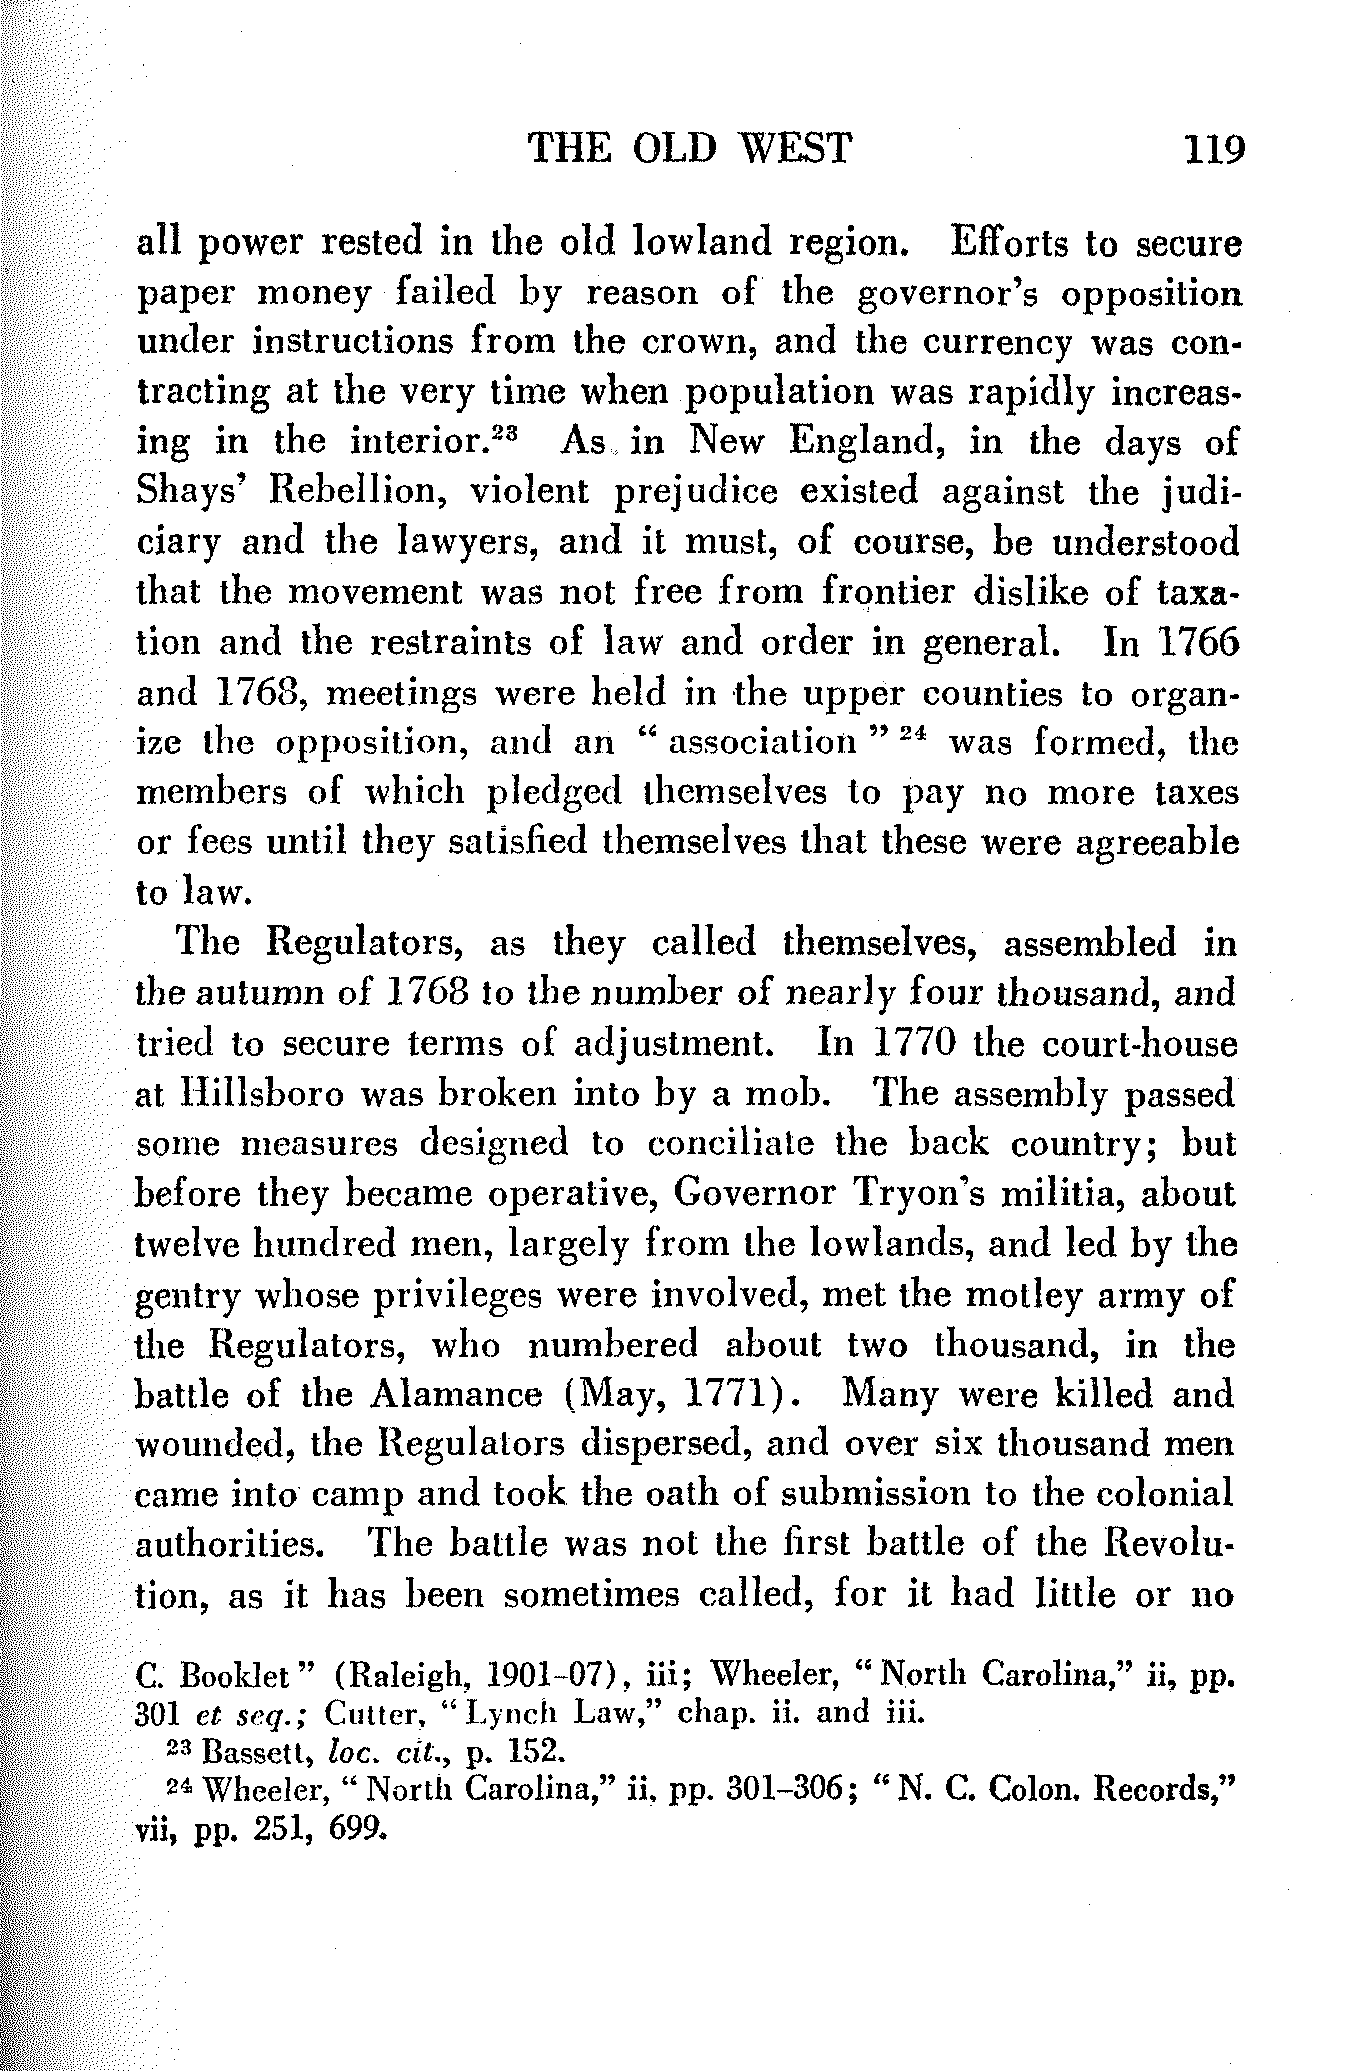 THE OLD WEST 119
all power rested in the old lowland region. Efforts to secure
paper money failed by reason of the governor's opposition
under instructions from the crown, and the currency was con-
tracting at the very time when population was rapidly increas-
ing in the interior.²³ As in New England, in the days of
Shays' Rebellion, violent prejudice existed against the judi-
ciary and the lawyers, and it must, of course, be understood
that the movement was not free from frontier dislike of taxa-
tion and the restraints of law and order in general. In 1766
and 1768, meetings were held in the upper counties to organ-
ize the opposition, and an “ association ” ²⁴ was formed, the
members of which pledged themselves to pay no more taxes
or fees until they satisfied themselves that these were agreeable
to law.
The Regulators, as they called themselves, assembled in
the autumn of 1768 to the number of nearly four thousand, and
tried to secure terms of adjustment. In 1770 the court-house
at Hillsboro was broken into by a mob. The assembly passed
some measures designed to conciliate the back country; but
before they became operative, Governor Tryon's militia, about
twelve hundred men, largely from the lowlands, and led by the
gentry whose privileges were involved, met the motley army of
the Regulators, who numbered about two thousand, in the
battle of the Alamance (May, 1771). Many were killed and
wounded, the Regulators dispersed, and over six thousand men
came into camp and took the oath of submission to the colonial
authorities. The battle was not the first battle of the Revolu-
tion, as it has been sometimes called, for it had little or no
C. Booklet” (Raleigh, 1901–07), iii; Wheeler, “North Carolina,” ii, pp.
301 et seq.; Cutter, “Lynch Law,” chap. ii. and iii.
²³ Bassett, loc. cit., p. 152.
²⁴ Wheeler, “North Carolina,” ii, pp. 301–306; “N. C. Colon. Records,”
vii, pp. 251, 699.